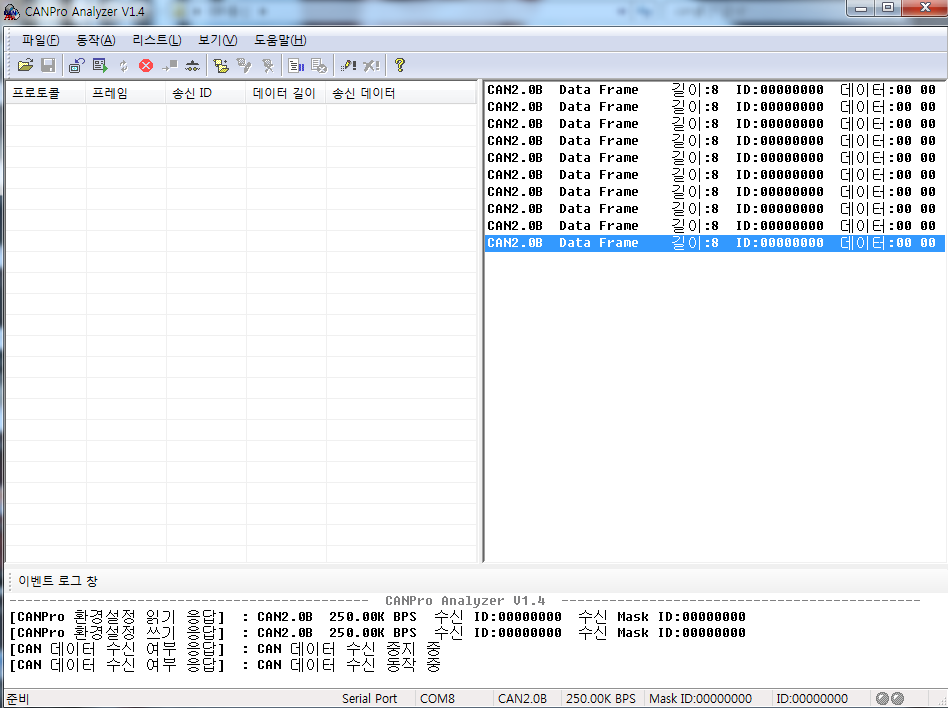 CANPro Analyzer V1.4
파일(F) 동작(A) 리스트(L) 보기(V) 도움말(H)
프로토콜 프레임 송신 ID 데이터 길이 송신 데이터
CAN2.0B Data Frame 길이:8 ID:00000000 데이터:00 00
CAN2.0B Data Frame 길이:8 ID:00000000 데이터:00 00
CAN2.0B Data Frame 길이:8 ID:00000000 데이터:00 00
CAN2.0B Data Frame 길이:8 ID:00000000 데이터:00 00
CAN2.0B Data Frame 길이:8 ID:00000000 데이터:00 00
CAN2.0B Data Frame 길이:8 ID:00000000 데이터:00 00
CAN2.0B Data Frame 길이:8 ID:00000000 데이터:00 00
CAN2.0B Data Frame 길이:8 ID:00000000 데이터:00 00
CAN2.0B Data Frame 길이:8 ID:00000000 데이터:00 00
CAN2.0B Data Frame 길이:8 ID:00000000 데이터:00 00
이벤트 로그 창
CANPro Analyzer V1.4
[CANPro 환경설정 읽기 응답] : CAN2.0B 250.00K BPS 수신 ID:00000000 수신 Mask ID:00000000
[CANPro 환경설정 쓰기 응답] : CAN2.0B 250.00K BPS 수신 ID:00000000 수신 Mask ID:00000000
[CAN 데이터 수신 여부 응답] : CAN 데이터 수신 중지 중
[CAN 데이터 수신 여부 응답] : CAN 데이터 수신 동작 중
준비 Serial Port COM8 CAN2.0B 250.00K BPS Mask ID:00000000 ID:00000000